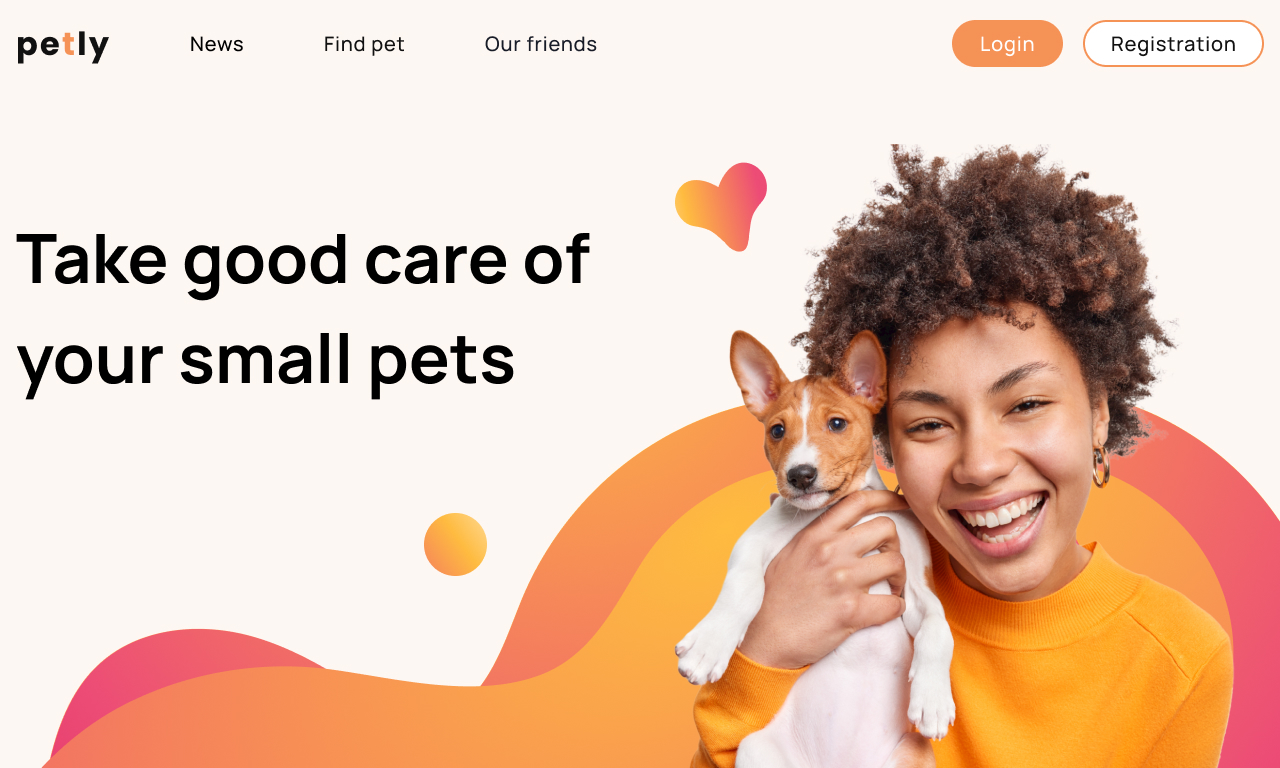 petly
News
Find pet
Our friends
Login
Registration
Take good care of
your small pets